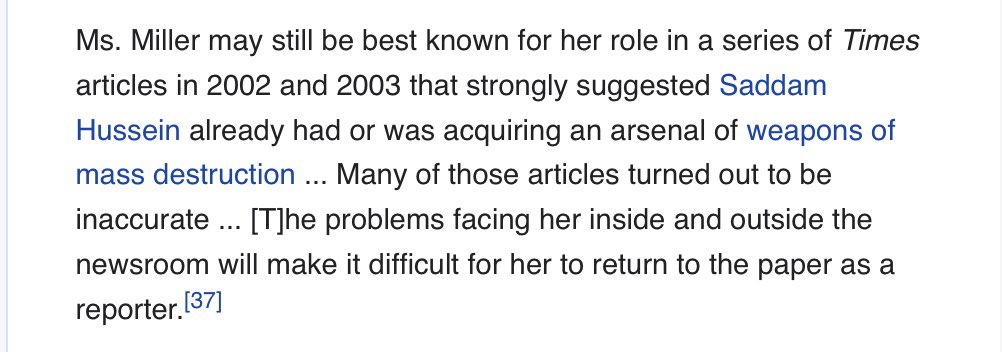 Ms. Miller may still be best known for her role in a series of Times
articles in 2002 and 2003 that strongly suggested Saddam
Hussein already had or was acquiring an arsenal of weapons of
mass destruction ... Many of those articles turned out to be
inaccurate ... [T]he problems facing her inside and outside the
newsroom will make it difficult for her to return to the paper as a
reporter.[37]